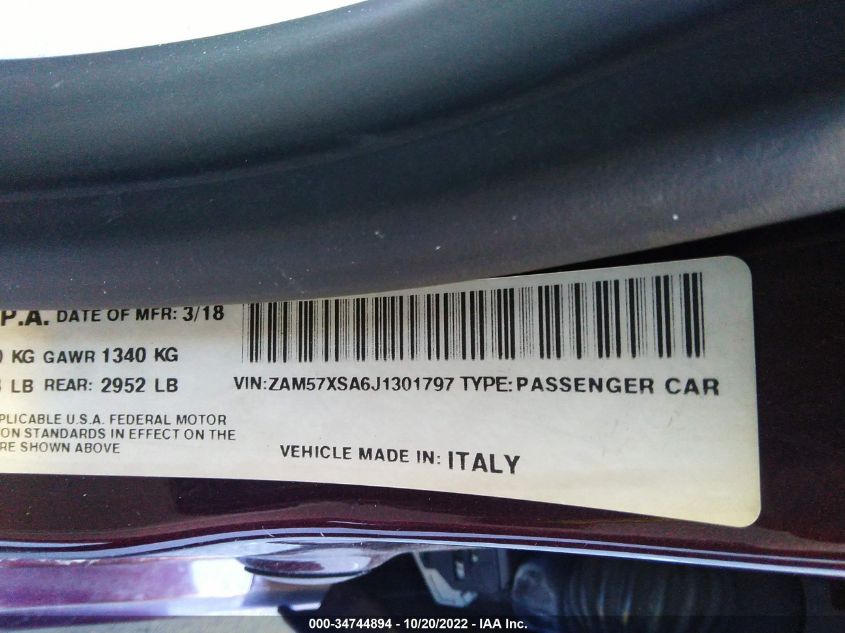 P.A. DATE OF MFR: 3/18
KG GAWR 1340 KG
LB REAR: 2952 LB
VIN:ZAM57XSA6J1301797 TYPE:PASSENGER CAR
U.S.A. FEDERAL MOTOR
STANDARDS IN EFFECT ON THE
SHOWN ABOVE
VEHICLE MADE IN: ITALY
000-34744894 - 10/20/2022 - IAA Inc.